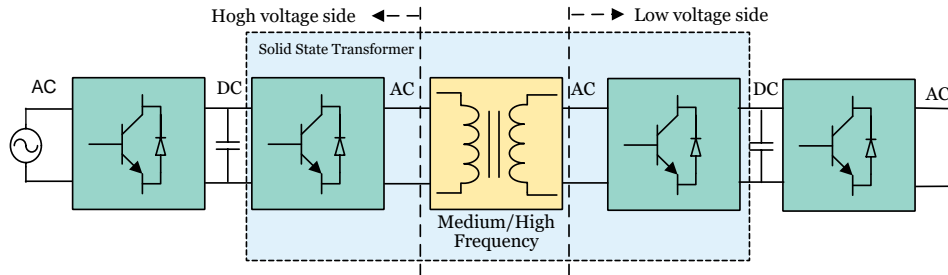 Hogh voltage side
Low voltage side
Solid State Transformer
AC
DC
AC
AC
DC
AC
Medium/High
Frequency